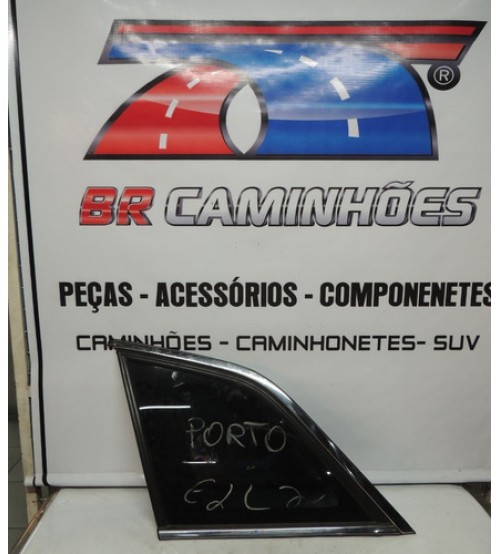 ®
BR CAMINHÕES
PEÇAS - ACESSÓRIOS - COMPONENETES
CAMINHÕES - CAMINHONETES- SUV
PORTO